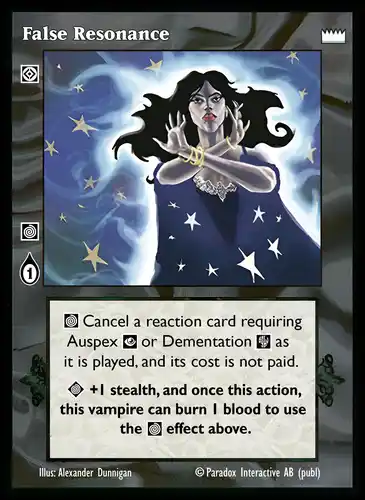 False Resonance
1
Cancel a reaction card requiring
Auspex or Dementation as
it is played, and its cost is not paid.
+1 stealth, and once this action,
this vampire can burn 1 blood to use
the effect above.
Illus: Alexander Dunnigan © Paradox Interactive AB (publ)